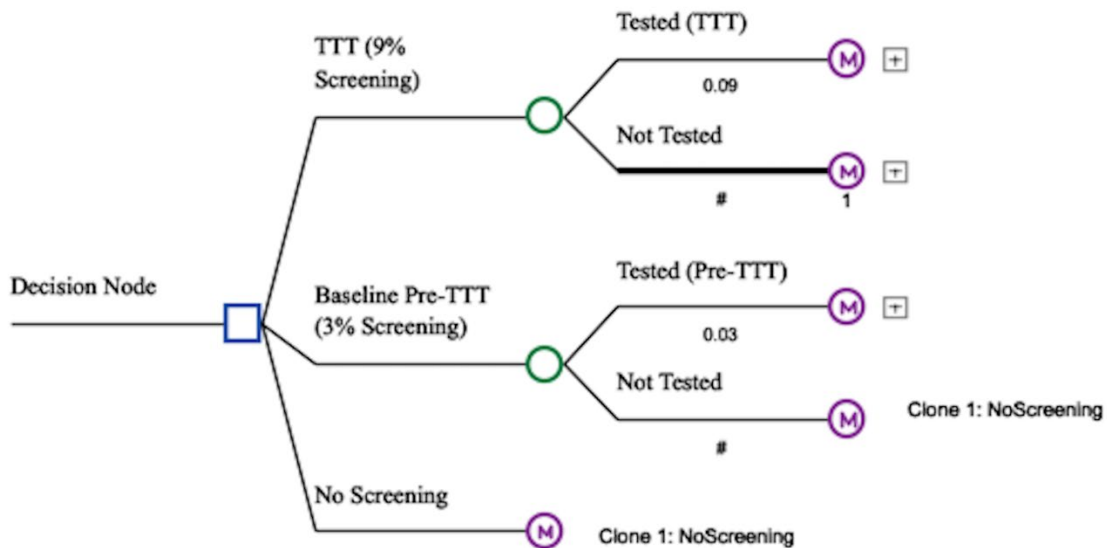 Tested (TTT)
TTT (9%
Screening)
M
+
0.09
Not Tested
M
+
#
1
Tested (Pre-TTT)
Decision Node
Baseline Pre-TTT
(3% Screening)
M
+
0.03
Not Tested
M
Clone 1: NoScreening
#
No Screening
M
Clone 1: NoScreening